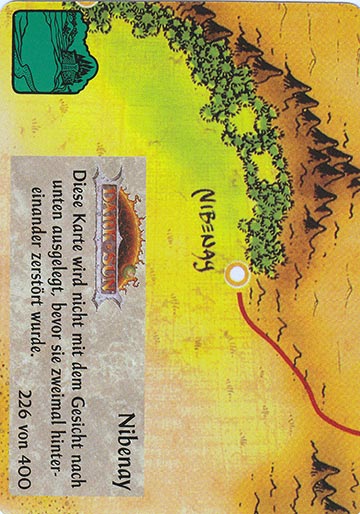 NIBENAY
DARK SUN
Nibenay
Diese Karte wird nicht mit dem Gesicht nach
unton ausgelegt, bevor sie zweimal hinter-
einander zerstört wurde.
226 von 400